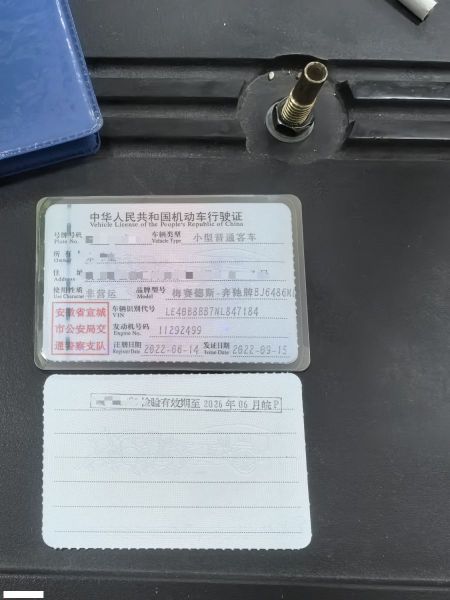 中华人民共和国机动车行驶证
Vehicle License of the People's Republic of China
号牌号码 车辆类型 小型普通客车
Plate No. Vehicle Type
所有
Owner
住址
Address
使用性质 非营运 品牌型号 梅赛德斯-奔驰牌BJ6486M
Use Character Model
安徽省宣城市公安局交通警察支队
车辆识别代号 LE4BB8BB7NL847184
VIN
发动机号码 11292499
Engine No.
注册日期 2022-06-14 发证日期 2022-09-15
Register Date Issue Date
检验有效期至2026年06月皖P